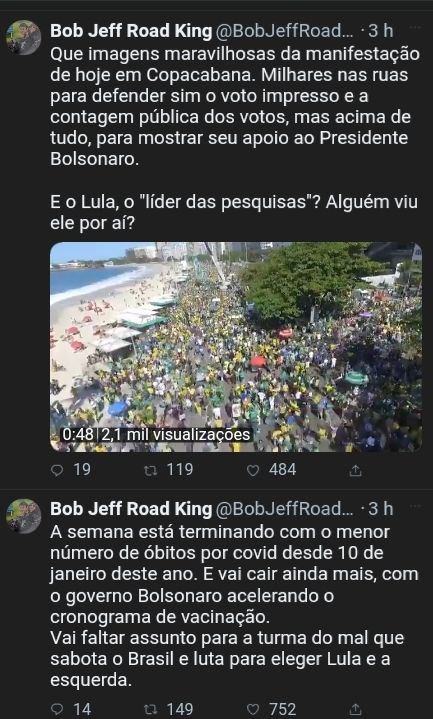 Bob Jeff Road King @BobJeffRoad... · 3 h
Que imagens maravilhosas da manifestação
de hoje em Copacabana. Milhares nas ruas
para defender sim o voto impresso e a
contagem pública dos votos, mas acima de
tudo, para mostrar seu apoio ao Presidente
Bolsonaro.
E o Lula, o "líder das pesquisas"? Alguém viu
ele por aí?
0:48 2,1 mil visualizações
19 119 484
Bob Jeff Road King @BobJeffRoad... · 3 h
A semana está terminando com o menor
número de óbitos por covid desde 10 de
janeiro deste ano. E vai cair ainda mais, com
o governo Bolsonaro acelerando o
cronograma de vacinação.
Vai faltar assunto para a turma do mal que
sabota o Brasil e luta para eleger Lula e a
esquerda.
14 149 752